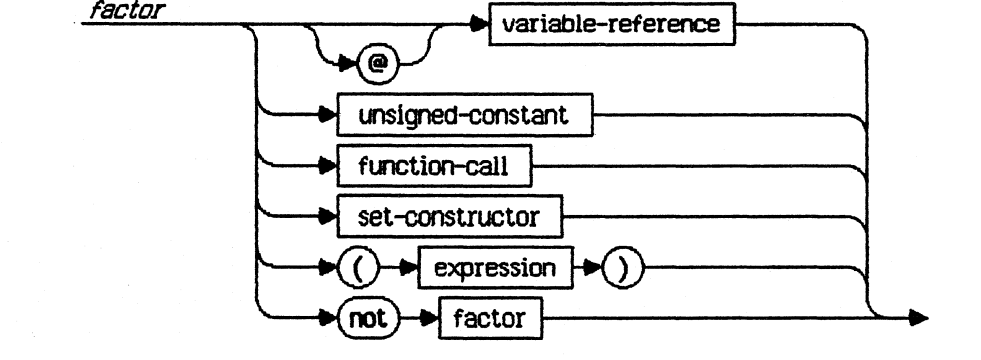 factor
variable-reference
@
unsigned-constant
function-call
set-constructor
( expression )
not factor